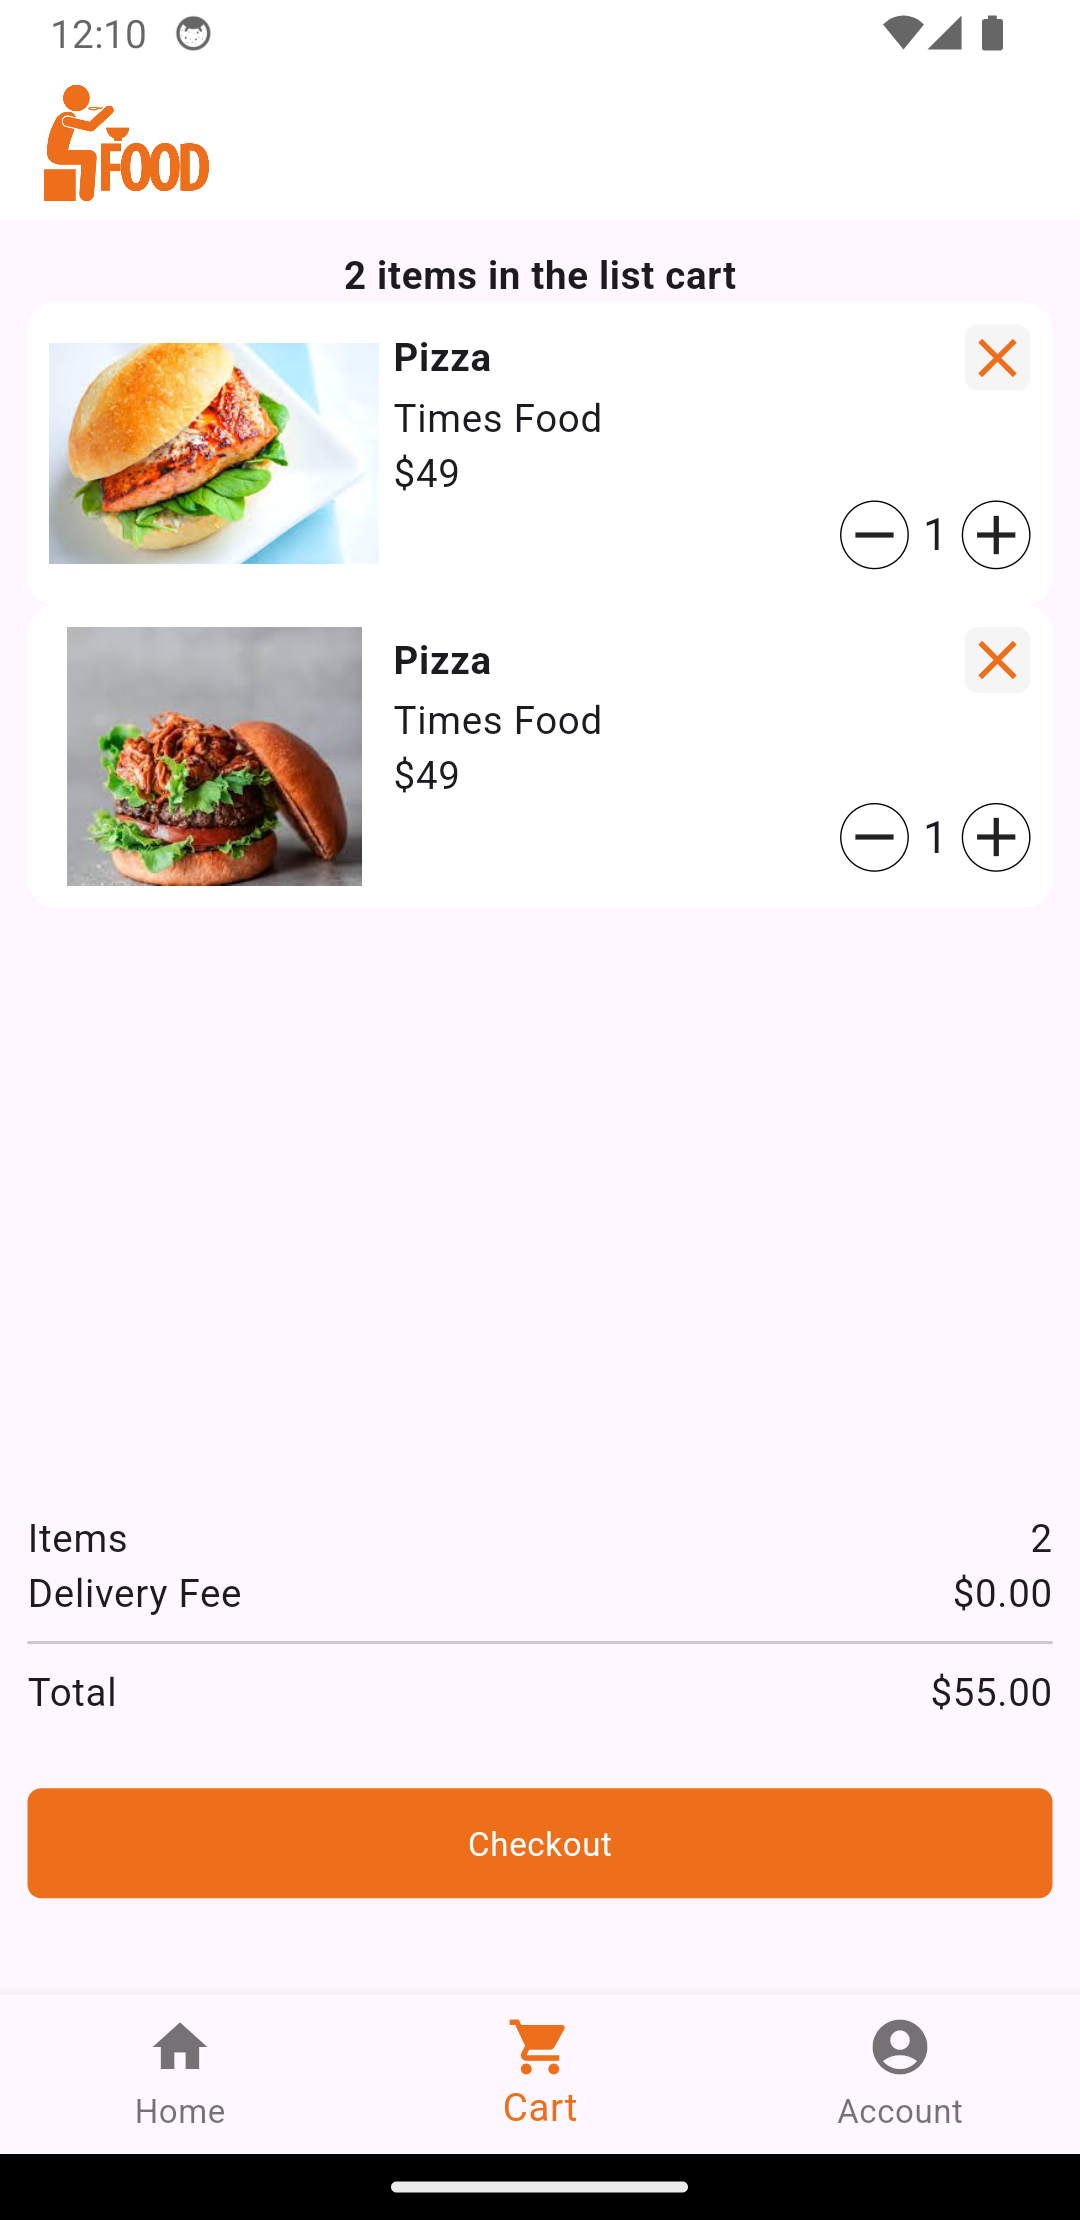 12:10
FOOD
2 items in the list cart
Pizza
Times Food
$49
1
Pizza
Times Food
$49
1
Items 2
Delivery Fee $0.00
Total $55.00
Checkout
Home Cart Account